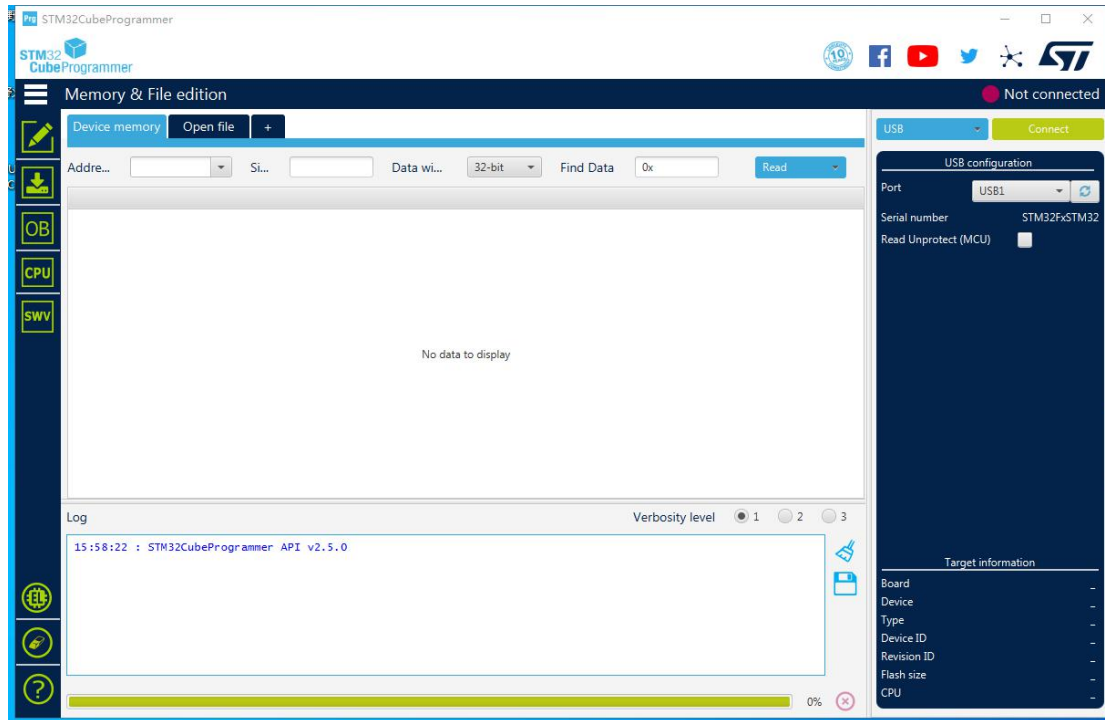 Prg STM32CubeProgrammer
STM32
CubeProgrammer
10
Memory & File edition
Not connected
Device memory Open file +
USB Connect
Addre... Si... Data wi... 32-bit Find Data 0x Read
USB configuration
Port USB1
Serial number STM32FxSTM32
Read Unprotect (MCU)
OB
CPU
SWV
No data to display
Log Verbosity level 1 2 3
15:58:22 : STM32CubeProgrammer API v2.5.0
Target information
Board -
Device -
Type -
Device ID -
Revision ID -
Flash size -
CPU -
0%